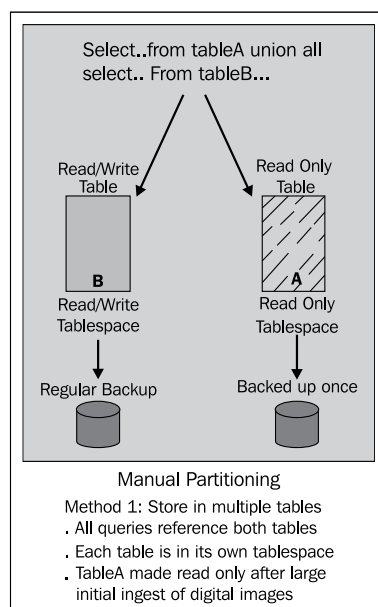 Select..from tableA union all
select.. From tableB...
Read/Write
Table
Read Only
Table
B
A
Read/Write
Tablespace
Read Only
Tablespace
Regular Backup
Backed up once
Manual Partitioning
Method 1: Store in multiple tables
. All queries reference both tables
. Each table is in its own tablespace
. TableA made read only after large
initial ingest of digital images